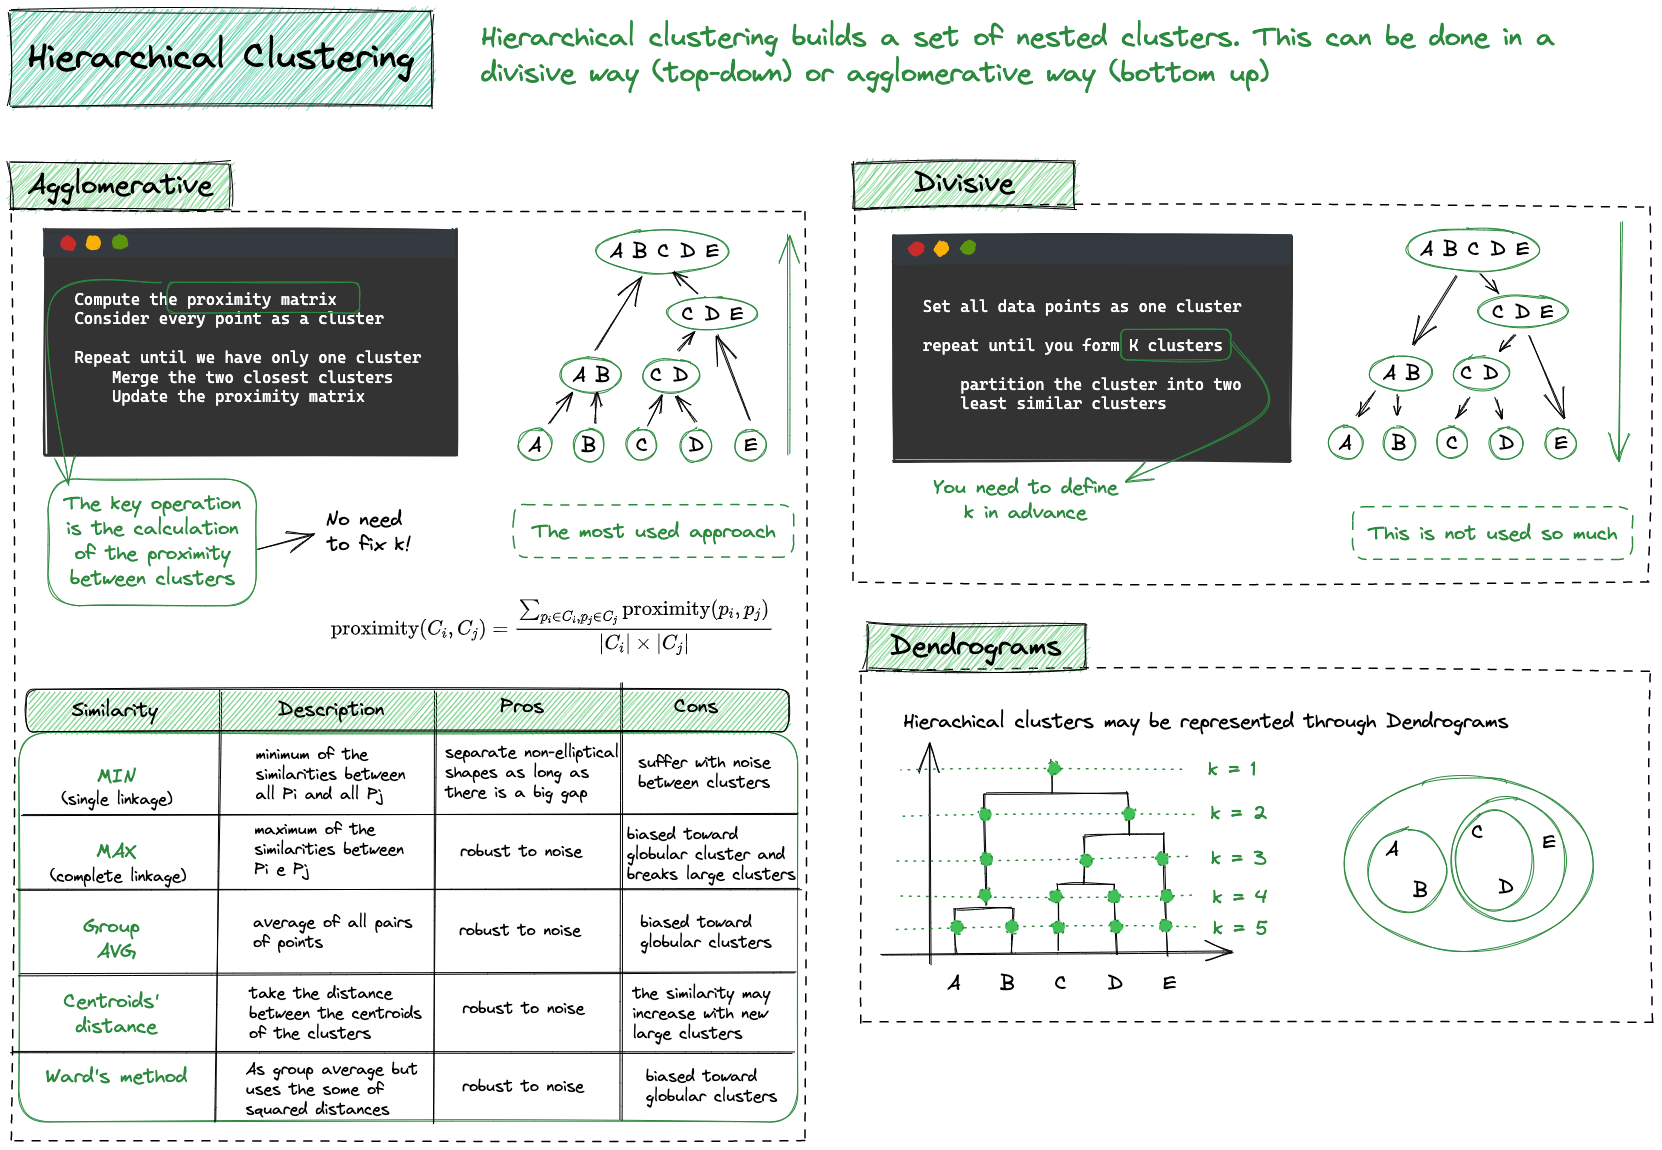 Hierarchical Clustering
Hierarchical clustering builds a set of nested clusters. This can be done in a
divisive way (top-down) or agglomerative way (bottom up)
Agglomerative
Compute the proximity matrix
Consider every point as a cluster
Repeat until we have only one cluster
Merge the two closest clusters
Update the proximity matrix
A B C D E
C D E
A B
C D
A
B
C
D
E
The key operation
is the calculation
of the proximity
between clusters
No need
to fix k!
The most used approach
proximity(C_i, C_j) = \frac{\sum_{p_i \in C_i, p_j \in C_j} proximity(p_i, p_j)}{|C_i| × |C_j|}
Similarity Description Pros Cons
MIN
(single linkage)
minimum of the
similarities between
all Pi and all Pj
separate non-elliptical
shapes as long as
there is a big gap
suffer with noise
between clusters
MAX
(complete linkage)
maximum of the
similarities between
Pi e Pj
robust to noise
biased toward
globular cluster and
breaks large clusters
Group
AVG
average of all pairs
of points
robust to noise
biased toward
globular clusters
Centroids'
distance
take the distance
between the centroids
of the clusters
robust to noise
the similarity may
increase with new
large clusters
Ward's method
As group average but
uses the some of
squared distances
robust to noise
biased toward
globular clusters
Divisive
Set all data points as one cluster
repeat until you form K clusters
partition the cluster into two
least similar clusters
You need to define
k in advance
A B C D E
C D E
A B
C D
A
B
C
D
E
This is not used so much
Dendrograms
Hierachical clusters may be represented through Dendrograms
k = 1
k = 2
k = 3
k = 4
k = 5
A B C D E
A
B
C
D
E